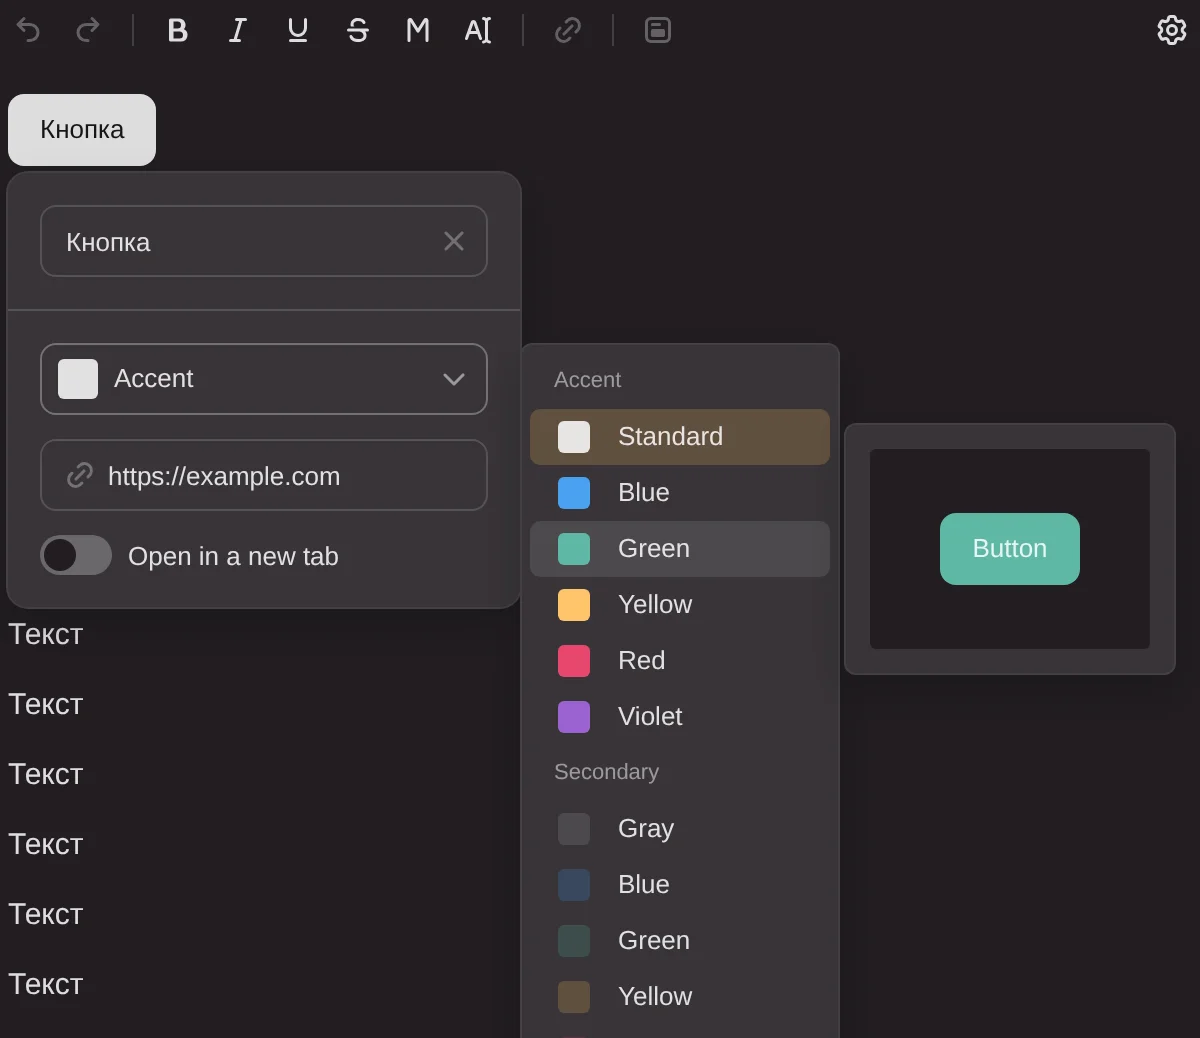 Кнопка
Кнопка
Accent
https://example.com
Open in a new tab
Accent
Standard
Blue
Green
Yellow
Red
Violet
Secondary
Gray
Blue
Green
Yellow
Button
Текст
Текст
Текст
Текст
Текст
Текст